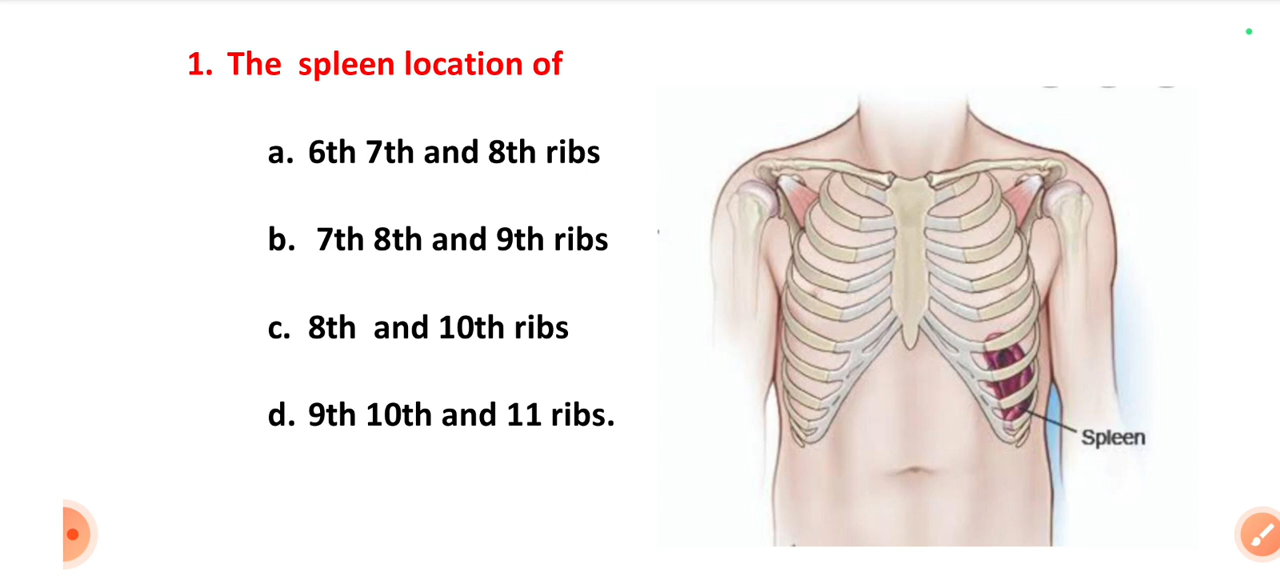 1. The spleen location of
a. 6th 7th and 8th ribs
b. 7th 8th and 9th ribs
c. 8th and 10th ribs
d. 9th 10th and 11 ribs.
Spleen